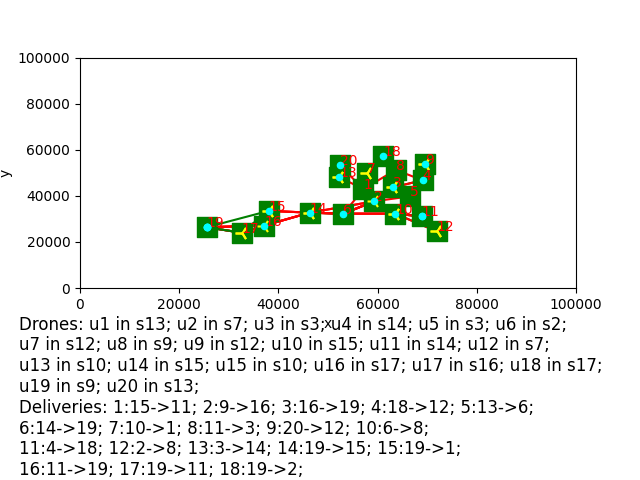 100000
80000
60000
y
40000
20000
0
0 20000 40000 60000 80000 100000
x
Drones: u1 in s13; u2 in s7; u3 in s3; u4 in s14; u5 in s3; u6 in s2;
u7 in s12; u8 in s9; u9 in s12; u10 in s15; u11 in s14; u12 in s7;
u13 in s10; u14 in s15; u15 in s10; u16 in s17; u17 in s16; u18 in s17;
u19 in s9; u20 in s13;
Deliveries: 1:15->11; 2:9->16; 3:16->19; 4:18->12; 5:13->6;
6:14->19; 7:10->1; 8:11->3; 9:20->12; 10:6->8;
11:4->18; 12:2->8; 13:3->14; 14:19->15; 15:19->1;
16:11->19; 17:19->11; 18:19->2;